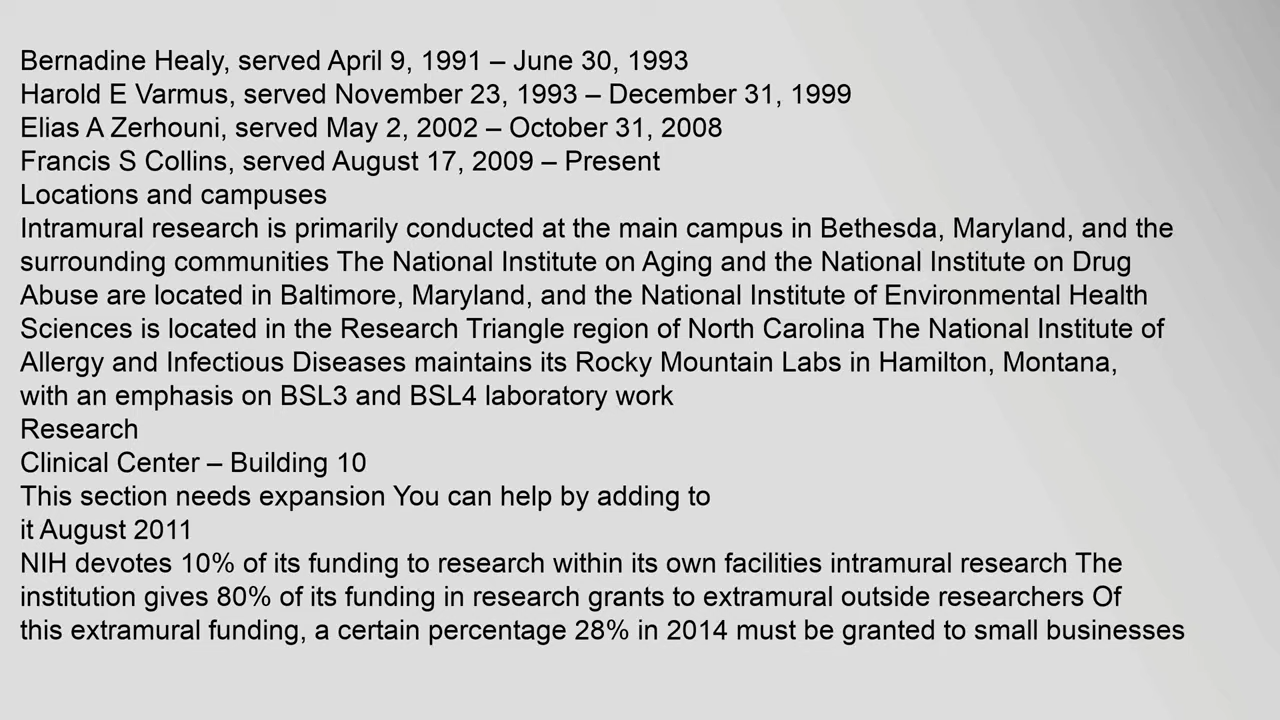 Bernadine Healy, served April 9, 1991 – June 30, 1993
Harold E Varmus, served November 23, 1993 – December 31, 1999
Elias A Zerhouni, served May 2, 2002 – October 31, 2008
Francis S Collins, served August 17, 2009 – Present
Locations and campuses
Intramural research is primarily conducted at the main campus in Bethesda, Maryland, and the
surrounding communities The National Institute on Aging and the National Institute on Drug
Abuse are located in Baltimore, Maryland, and the National Institute of Environmental Health
Sciences is located in the Research Triangle region of North Carolina The National Institute of
Allergy and Infectious Diseases maintains its Rocky Mountain Labs in Hamilton, Montana,
with an emphasis on BSL3 and BSL4 laboratory work
Research
Clinical Center – Building 10
This section needs expansion You can help by adding to
it August 2011
NIH devotes 10% of its funding to research within its own facilities intramural research The
institution gives 80% of its funding in research grants to extramural outside researchers Of
this extramural funding, a certain percentage 28% in 2014 must be granted to small businesses